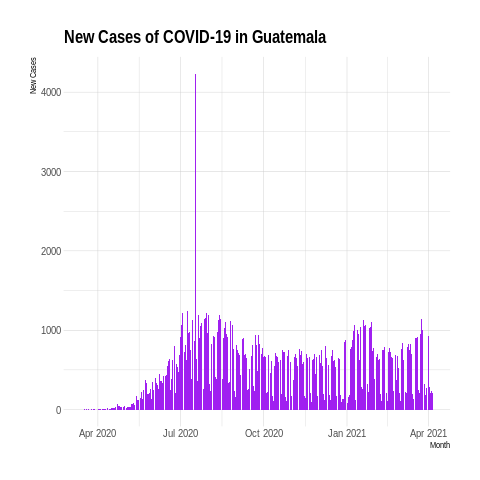 New Cases of COVID-19 in Guatemala
New Cases
4000
3000
2000
1000
0
Apr 2020
Jul 2020
Oct 2020
Jan 2021
Apr 2021
Month